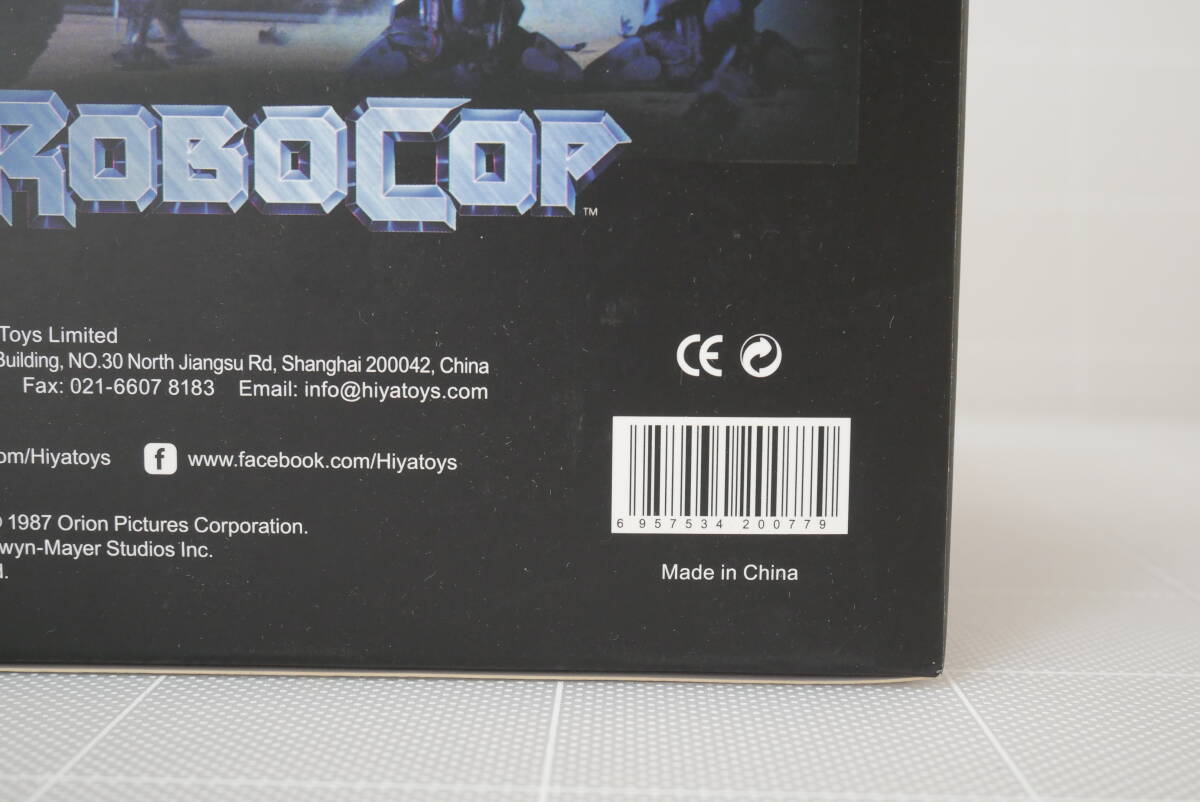 ROBOCOP™
Toys Limited
Building, NO.30 North Jiangsu Rd, Shanghai 200042, China
Fax: 021-6607 8183 Email: info@hiyatoys.com
om/Hiyatoys f www.facebook.com/Hiyatoys
© 1987 Orion Pictures Corporation.
wyn-Mayer Studios Inc.
CE
6 957534 200779
Made in China